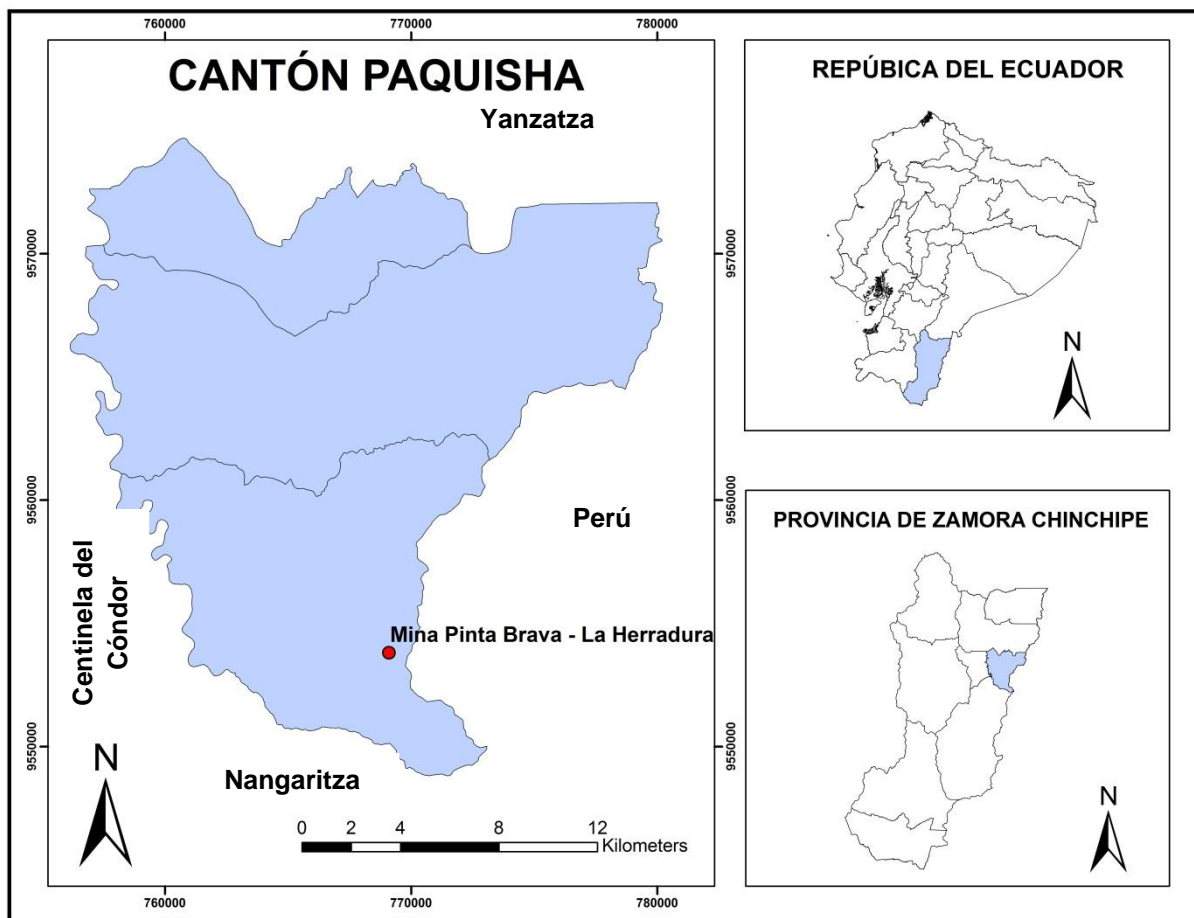 760000
770000
780000
CANTÓN PAQUISHA
Yanzatza
9570000
9570000
9560000
9560000
Perú
Centinela del
Cóndor
Mina Pinta Brava - La Herradura
9550000
9550000
N
Nangaritza
0 2 4 8 12
Kilometers
760000
770000
780000
REPÚBICA DEL ECUADOR
N
PROVINCIA DE ZAMORA CHINCHIPE
N